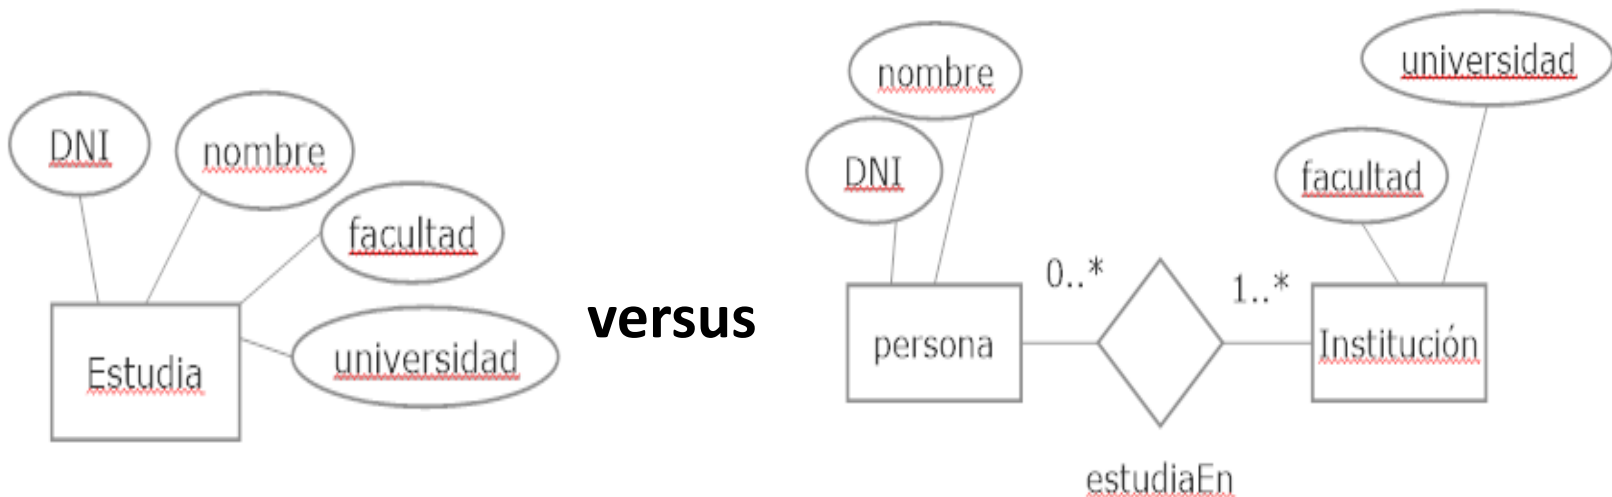 DNI
nombre
facultad
universidad
Estudia
versus
nombre
DNI
universidad
facultad
0..*
1..*
persona
Institución
estudiaEn